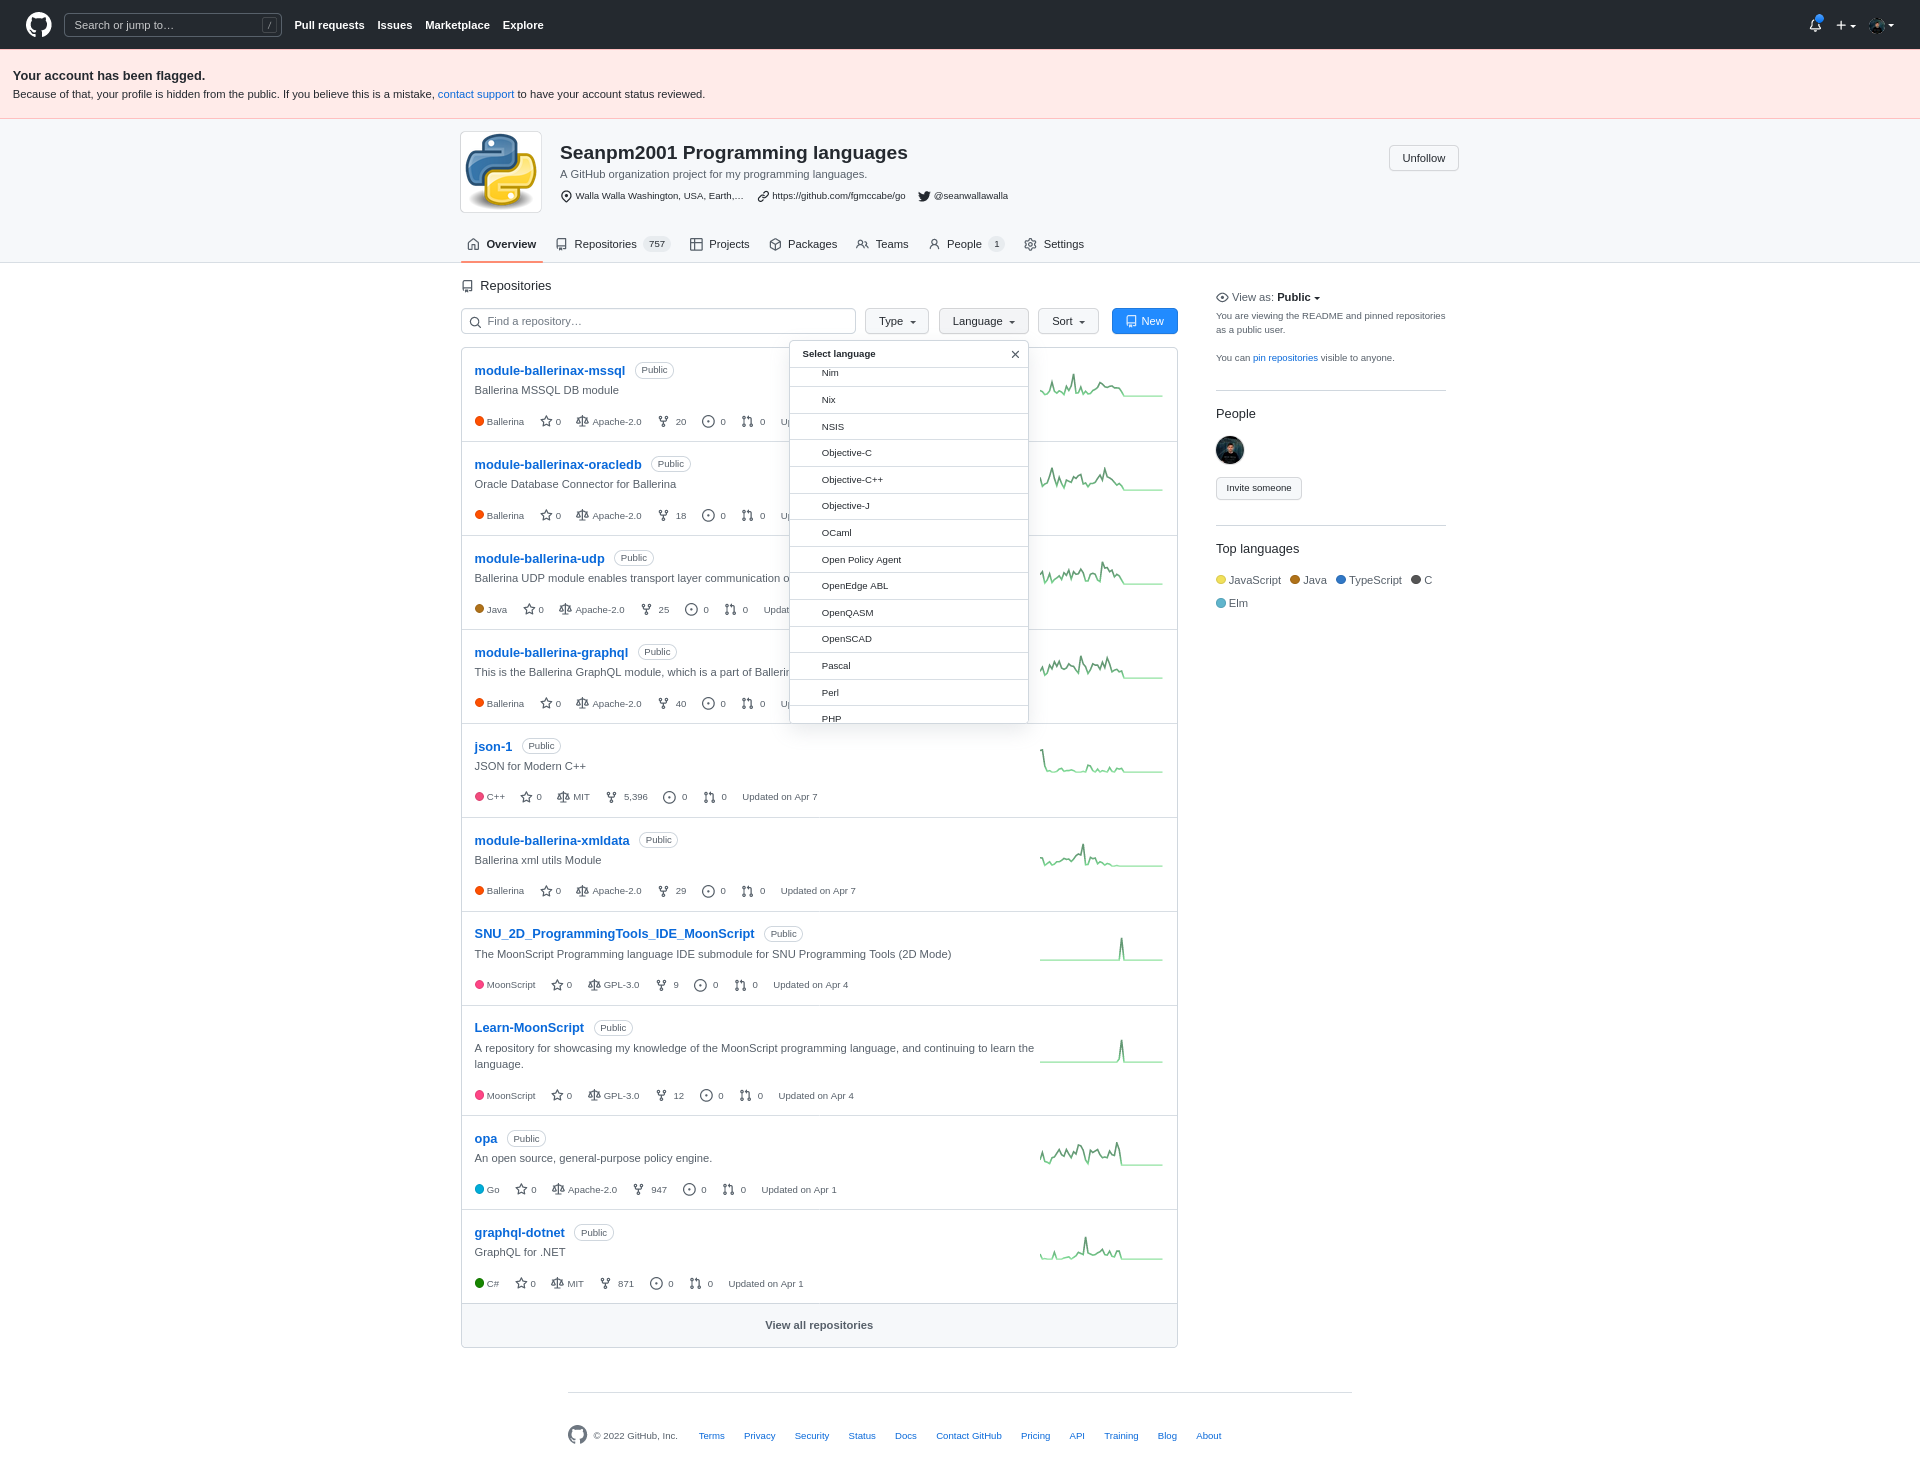 Search or jump to… /
Pull requests Issues Marketplace Explore
Your account has been flagged.
Because of that, your profile is hidden from the public. If you believe this is a mistake, contact support to have your account status reviewed.
Seanpm2001 Programming languages
Unfollow
A GitHub organization project for my programming languages.
Walla Walla Washington, USA, Earth,… https://github.com/fgmccabe/go @seanwallawalla
Overview Repositories 757 Projects Packages Teams People 1 Settings
Repositories
Find a repository… Type Language Sort New
Select language
Nim
Nix
NSIS
Objective-C
Objective-C++
Objective-J
OCaml
Open Policy Agent
OpenEdge ABL
OpenQASM
OpenSCAD
Pascal
Perl
PHP
module-ballerinax-mssql Public
Ballerina MSSQL DB module
Ballerina 0 Apache-2.0 20 0 0
module-ballerinax-oracledb Public
Oracle Database Connector for Ballerina
Ballerina 0 Apache-2.0 18 0 0
module-ballerina-udp Public
Ballerina UDP module enables transport layer communication o
Java 0 Apache-2.0 25 0 0 Updat
module-ballerina-graphql Public
This is the Ballerina GraphQL module, which is a part of Ballerin
Ballerina 0 Apache-2.0 40 0 0
json-1 Public
JSON for Modern C++
C++ 0 MIT 5,396 0 0 Updated on Apr 7
module-ballerina-xmldata Public
Ballerina xml utils Module
Ballerina 0 Apache-2.0 29 0 0 Updated on Apr 7
SNU_2D_ProgrammingTools_IDE_MoonScript Public
The MoonScript Programming language IDE submodule for SNU Programming Tools (2D Mode)
MoonScript 0 GPL-3.0 9 0 0 Updated on Apr 4
Learn-MoonScript Public
A repository for showcasing my knowledge of the MoonScript programming language, and continuing to learn the
language.
MoonScript 0 GPL-3.0 12 0 0 Updated on Apr 4
opa Public
An open source, general-purpose policy engine.
Go 0 Apache-2.0 947 0 0 Updated on Apr 1
graphql-dotnet Public
GraphQL for .NET
C# 0 MIT 871 0 0 Updated on Apr 1
View all repositories
View as: Public
You are viewing the README and pinned repositories
as a public user.
You can pin repositories visible to anyone.
People
Invite someone
Top languages
JavaScript Java TypeScript C
Elm
© 2022 GitHub, Inc. Terms Privacy Security Status Docs Contact GitHub Pricing API Training Blog About